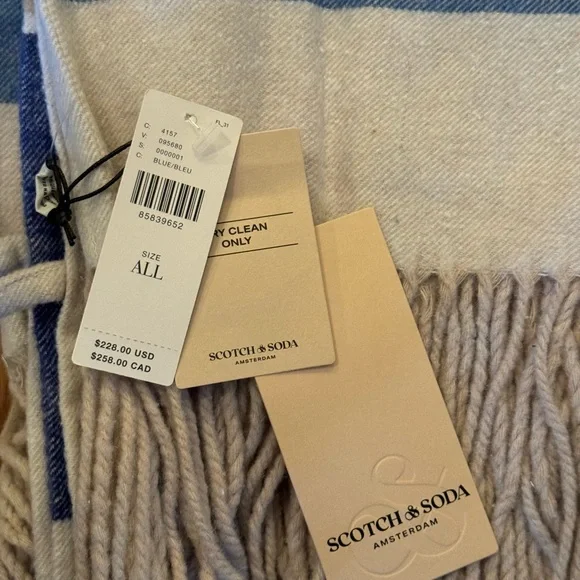 C: 4157
V: 095680
S: 0000001
C: BLUE/BLEU
85839652
SIZE
ALL
$228.00 USD
$258.00 CAD
RY CLEAN
ONLY
SCOTCH & SODA
AMSTERDAM
SCOTCH & SODA
AMSTERDAM